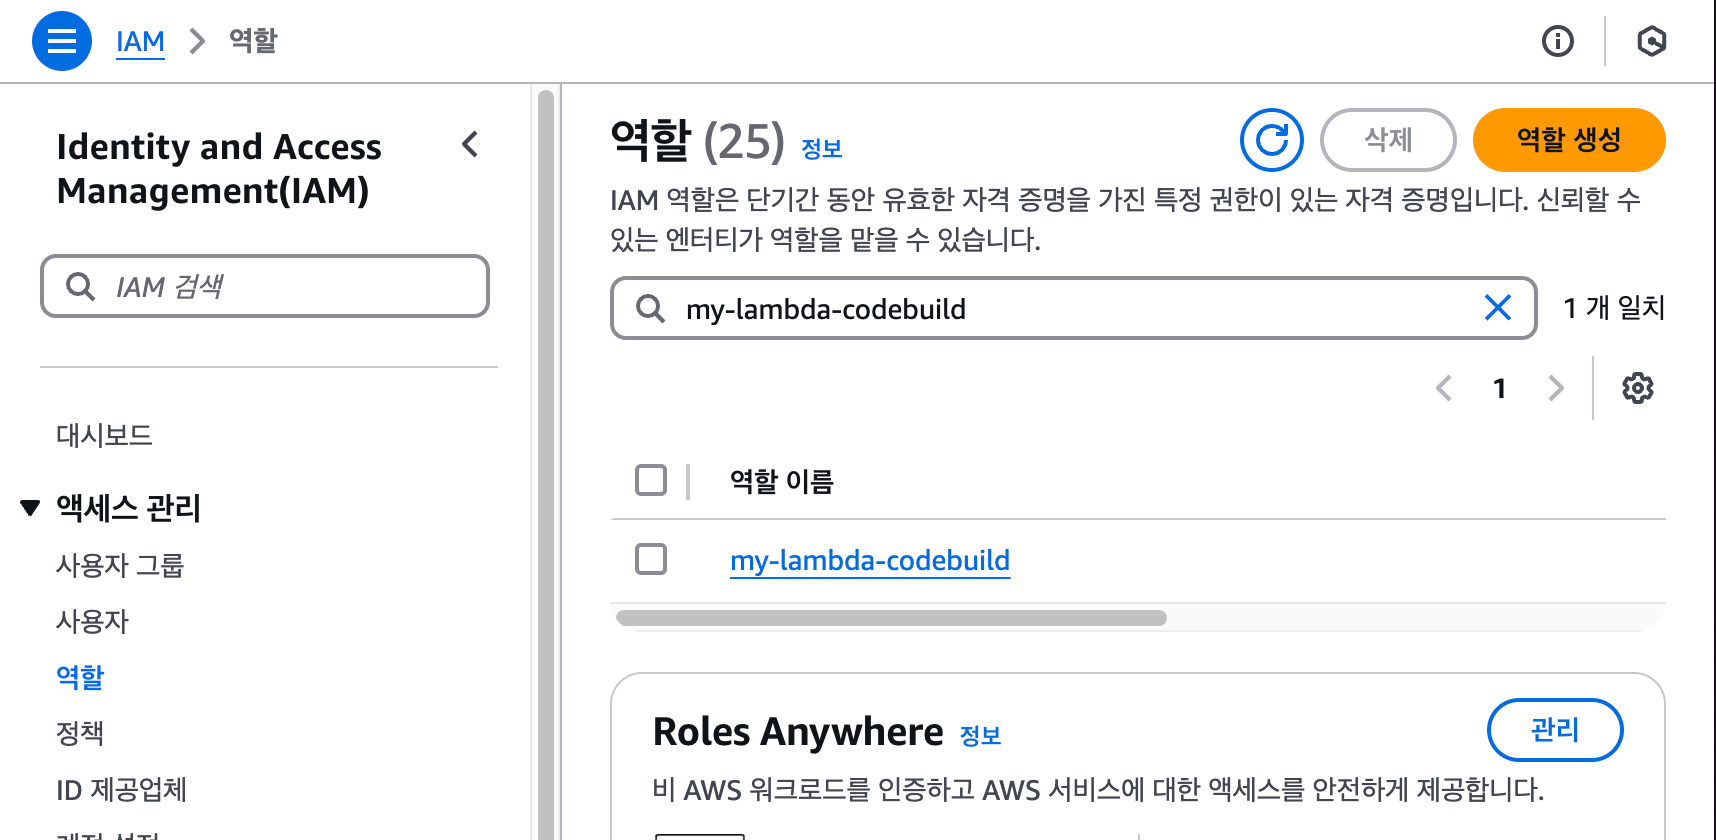 IAM
역할
Identity and Access
Management(IAM)
IAM 검색
대시보드
액세스 관리
사용자 그룹
사용자
역할
정책
ID 제공업체
역할 (25) 정보
삭제
역할 생성
IAM 역할은 단기간 동안 유효한 자격 증명을 가진 특정 권한이 있는 자격 증명입니다. 신뢰할 수
있는 엔터티가 역할을 맡을 수 있습니다.
my-lambda-codebuild
1 개 일치
1
역할 이름
my-lambda-codebuild
Roles Anywhere 정보
관리
비 AWS 워크로드를 인증하고 AWS 서비스에 대한 액세스를 안전하게 제공합니다.